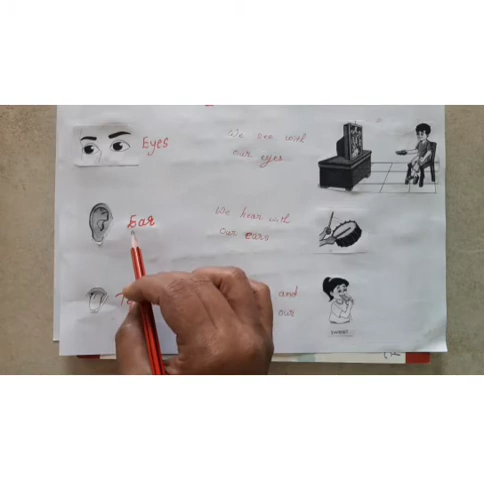 Eyes
We see with
our eyes
Ear
We hear with
our ears
and
our